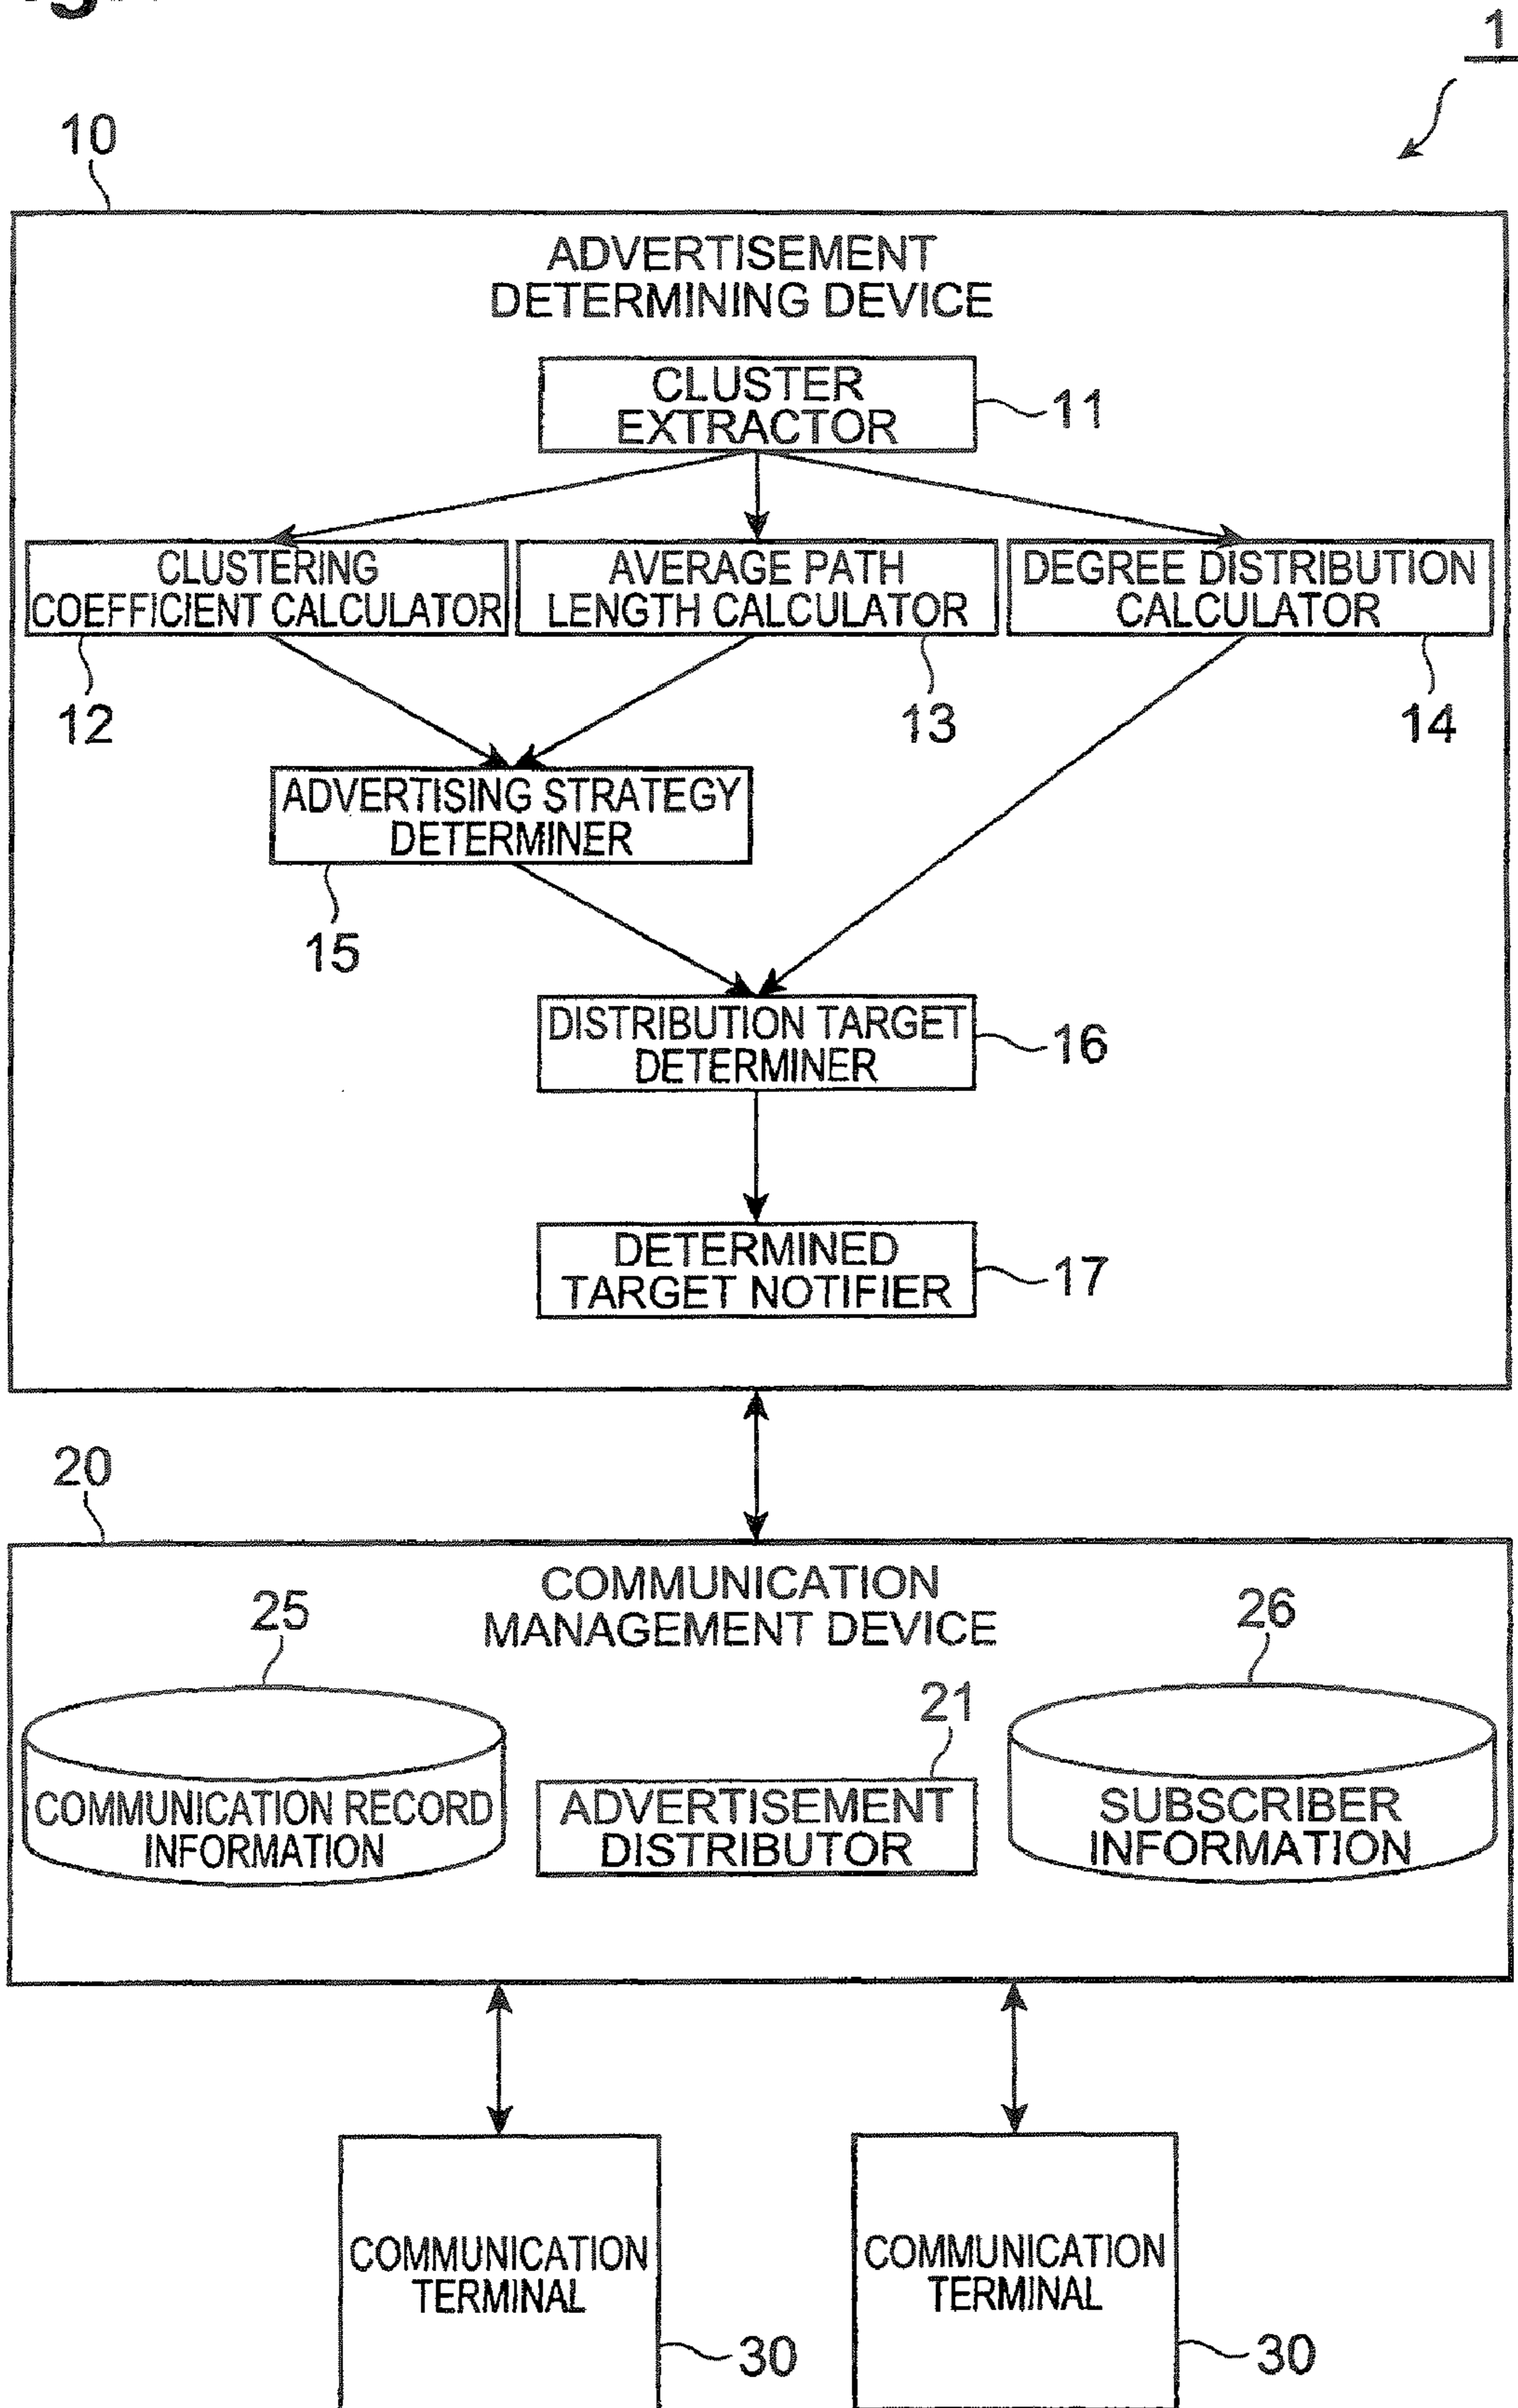 1
10
ADVERTISEMENT
DETERMINING DEVICE
CLUSTER
EXTRACTOR
11
CLUSTERING
COEFFICIENT CALCULATOR
AVERAGE PATH
LENGTH CALCULATOR
DEGREE DISTRIBUTION
CALCULATOR
12
13
14
ADVERTISING STRATEGY
DETERMINER
15
DISTRIBUTION TARGET
DETERMINER
16
DETERMINED
TARGET NOTIFIER
17
20
COMMUNICATION
MANAGEMENT DEVICE
25
26
21
COMMUNICATION RECORD
INFORMATION
ADVERTISEMENT
DISTRIBUTOR
SUBSCRIBER
INFORMATION
COMMUNICATION
TERMINAL
30
COMMUNICATION
TERMINAL
30